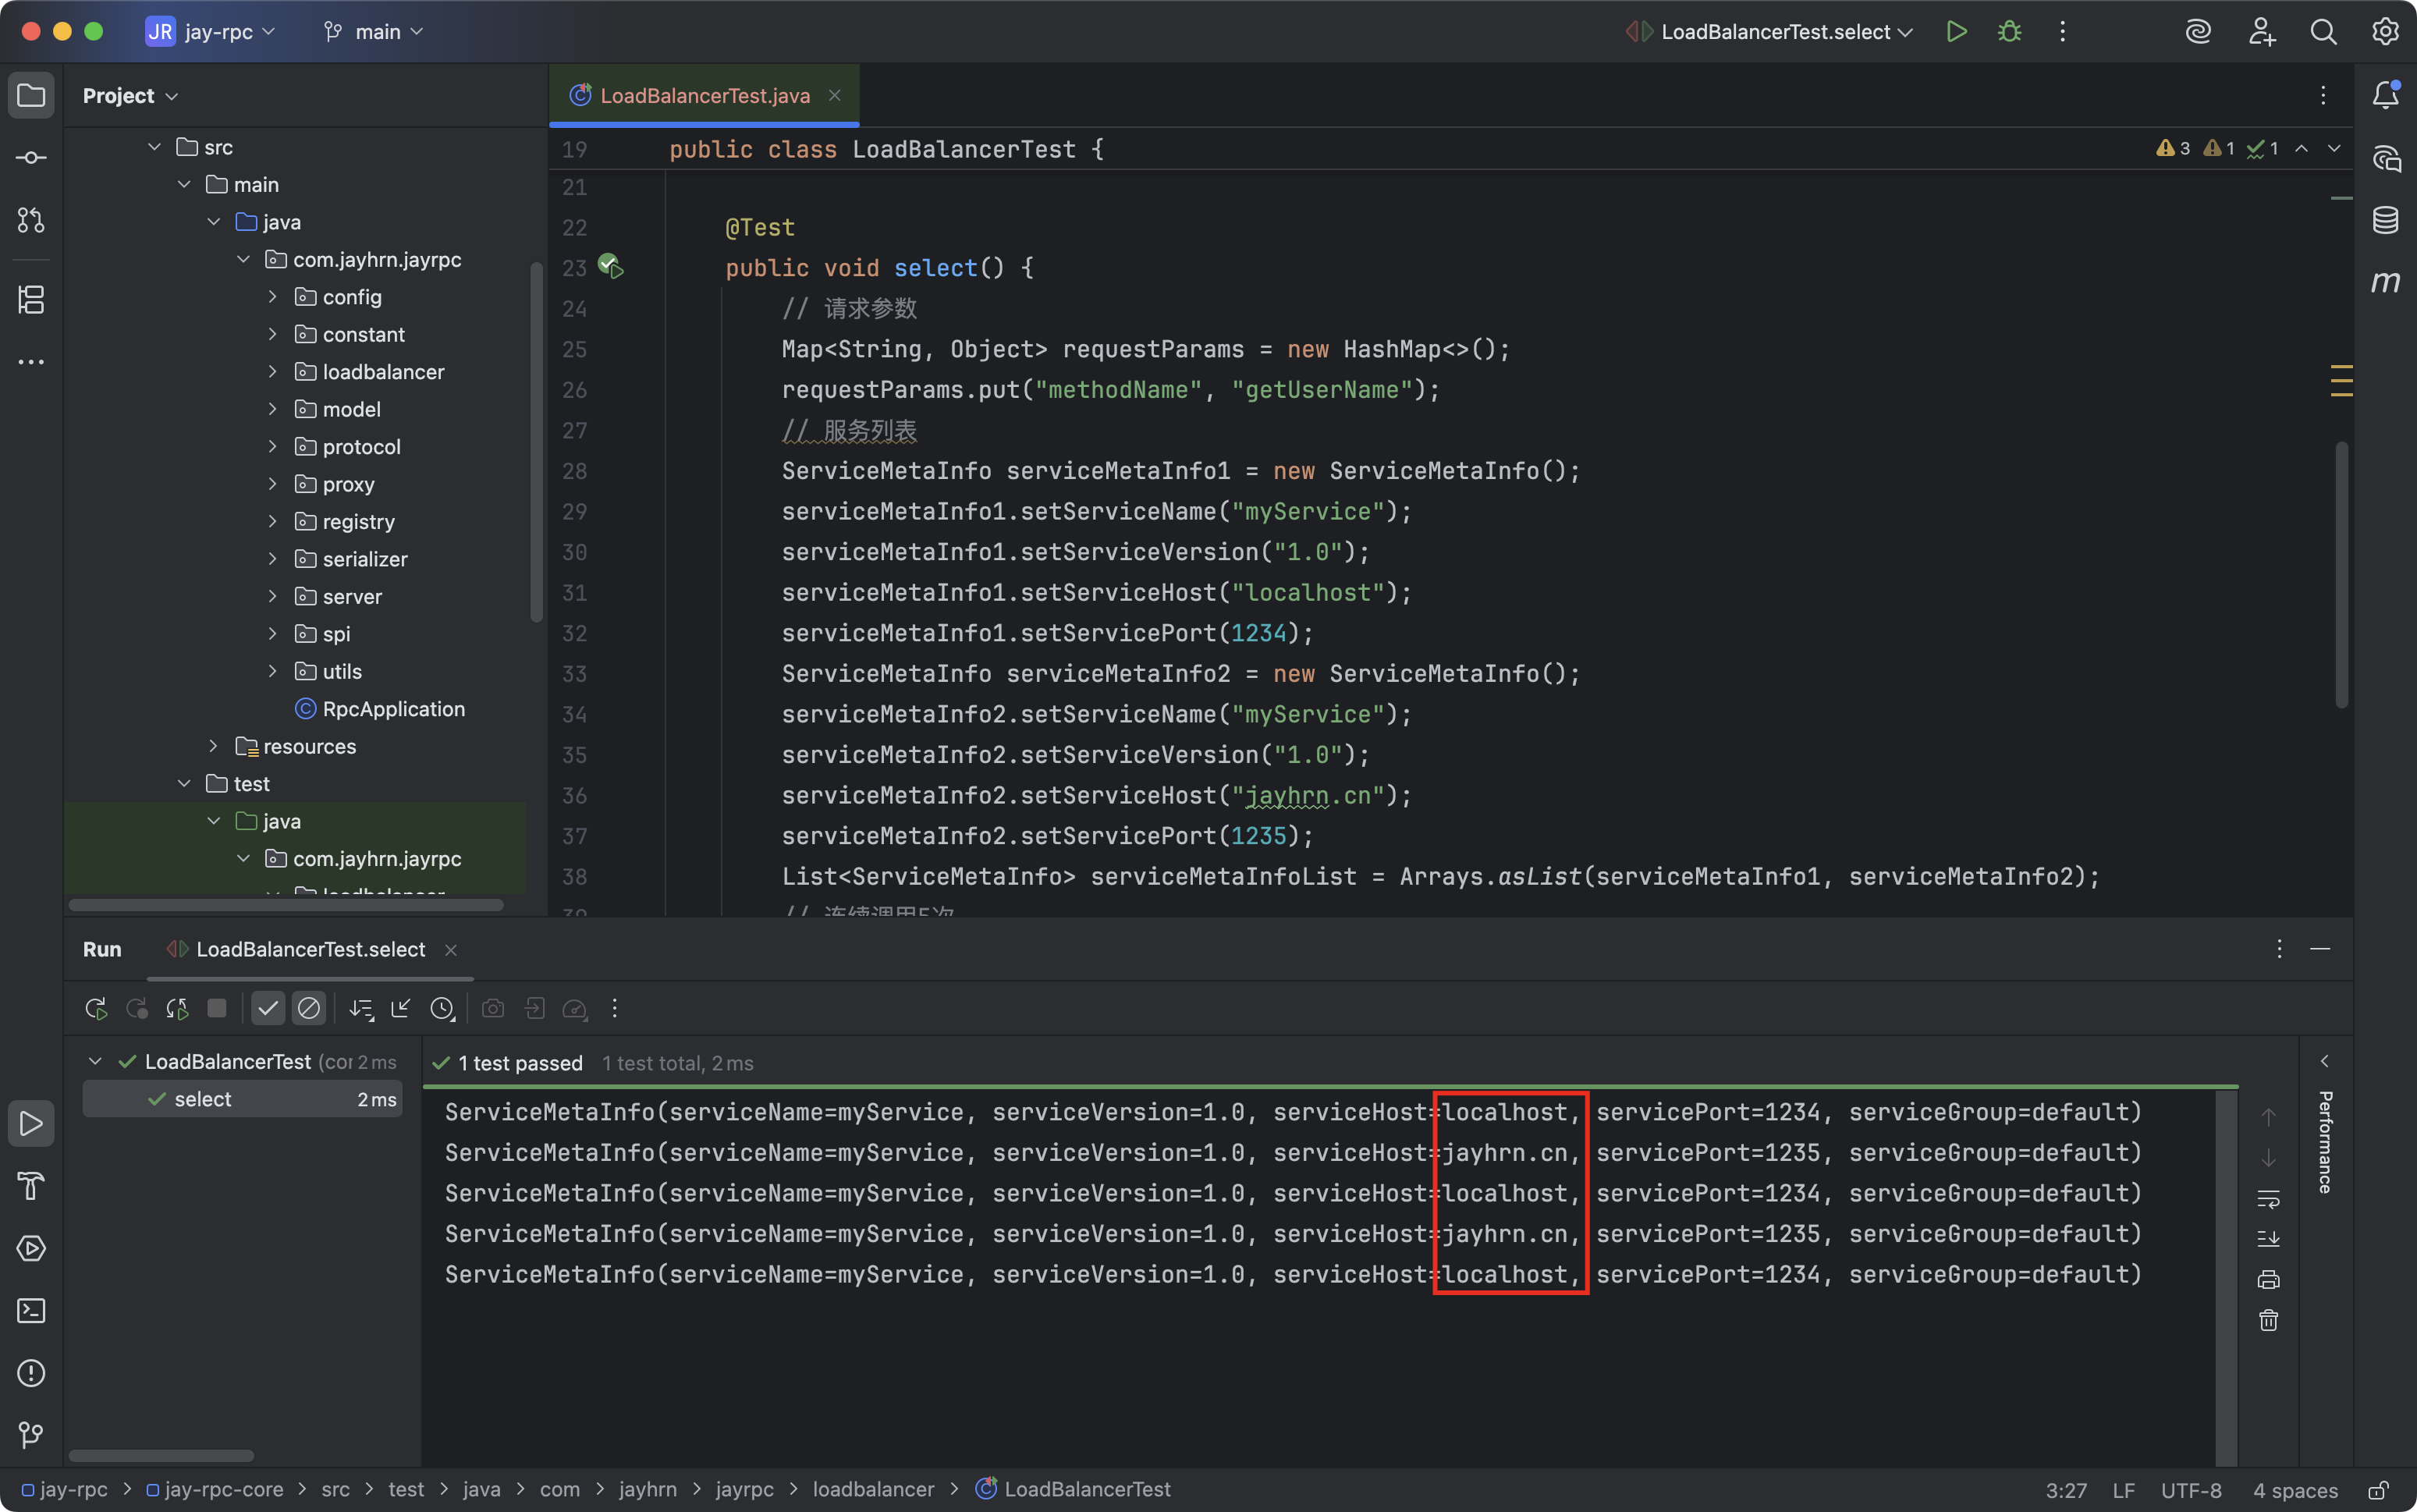 JR jay-rpc main LoadBalancerTest.select
Project
src
main
java
com.jayhrn.jayrpc
config
constant
loadbalancer
model
protocol
proxy
registry
serializer
server
spi
utils
RpcApplication
resources
test
java
com.jayhrn.jayrpc
loadbalancer
LoadBalancerTest.java
3 1 1
19 public class LoadBalancerTest {
21
22 @Test
23 public void select() {
24 // 请求参数
25 Map<String, Object> requestParams = new HashMap<>();
26 requestParams.put("methodName", "getUserName");
27 // 服务列表
28 ServiceMetaInfo serviceMetaInfo1 = new ServiceMetaInfo();
29 serviceMetaInfo1.setServiceName("myService");
30 serviceMetaInfo1.setServiceVersion("1.0");
31 serviceMetaInfo1.setServiceHost("localhost");
32 serviceMetaInfo1.setServicePort(1234);
33 ServiceMetaInfo serviceMetaInfo2 = new ServiceMetaInfo();
34 serviceMetaInfo2.setServiceName("myService");
35 serviceMetaInfo2.setServiceVersion("1.0");
36 serviceMetaInfo2.setServiceHost("jayhrn.cn");
37 serviceMetaInfo2.setServicePort(1235);
38 List<ServiceMetaInfo> serviceMetaInfoList = Arrays.asList(serviceMetaInfo1, serviceMetaInfo2);
39 // 连续调用5次
Run LoadBalancerTest.select
LoadBalancerTest (cor 2 ms
select 2 ms
1 test passed 1 test total, 2 ms
ServiceMetaInfo(serviceName=myService, serviceVersion=1.0, serviceHost=localhost, servicePort=1234, serviceGroup=default)
ServiceMetaInfo(serviceName=myService, serviceVersion=1.0, serviceHost=jayhrn.cn, servicePort=1235, serviceGroup=default)
ServiceMetaInfo(serviceName=myService, serviceVersion=1.0, serviceHost=localhost, servicePort=1234, serviceGroup=default)
ServiceMetaInfo(serviceName=myService, serviceVersion=1.0, serviceHost=jayhrn.cn, servicePort=1235, serviceGroup=default)
ServiceMetaInfo(serviceName=myService, serviceVersion=1.0, serviceHost=localhost, servicePort=1234, serviceGroup=default)
Performance
jay-rpc > jay-rpc-core > src > test > java > com > jayhrn > jayrpc > loadbalancer > LoadBalancerTest
3:27 LF UTF-8 4 spaces